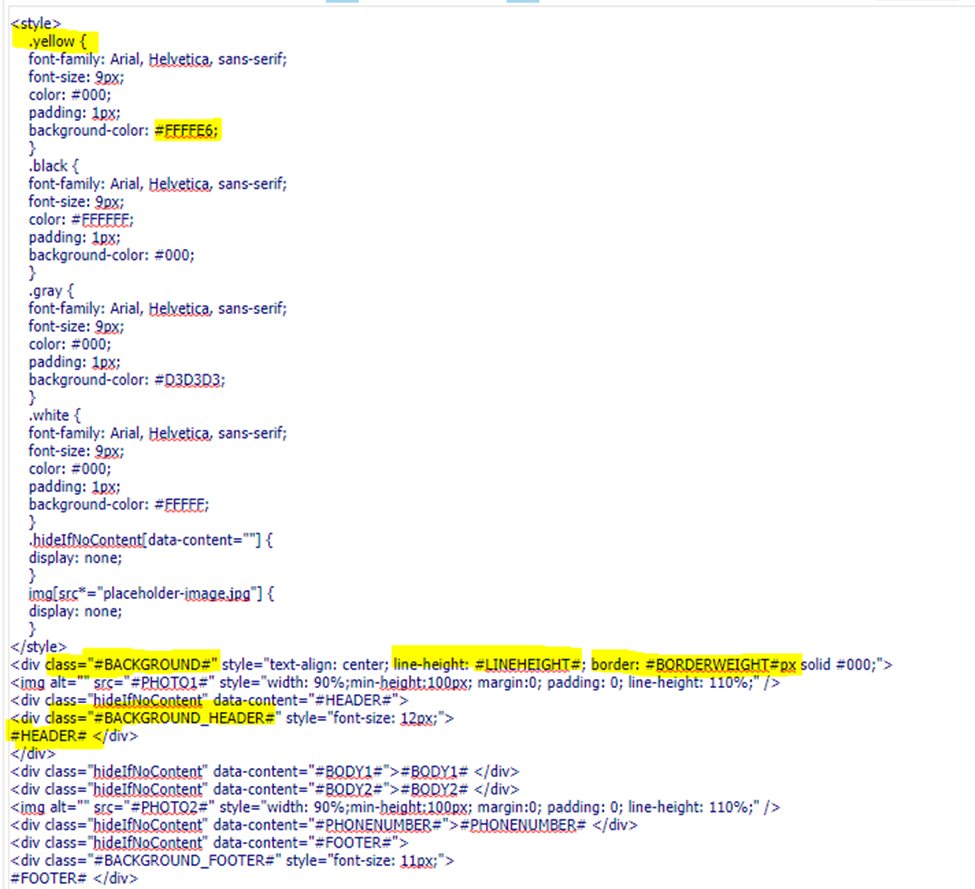 <style>
.yellow {
font-family: Arial, Helvetica, sans-serif;
font-size: 9px;
color: #000;
padding: 1px;
background-color: #FFFFE6;
}
.black {
font-family: Arial, Helvetica, sans-serif;
font-size: 9px;
color: #FFFFFF;
padding: 1px;
background-color: #000;
}
.gray {
font-family: Arial, Helvetica, sans-serif;
font-size: 9px;
color: #000;
padding: 1px;
background-color: #D3D3D3;
}
.white {
font-family: Arial, Helvetica, sans-serif;
font-size: 9px;
color: #000;
padding: 1px;
background-color: #FFFFF;
}
.hideIfNoContent[data-content=""] {
display: none;
}
img[src*="placeholder-image.jpg"] {
display: none;
}
</style>
<div class="#BACKGROUND#" style="text-align: center; line-height: #LINEHEIGHT#; border: #BORDERWEIGHT#px solid #000;">
<img alt="" src="#PHOTO1#" style="width: 90%;min-height:100px; margin:0; padding: 0; line-height: 110%;" />
<div class="hideIfNoContent" data-content="#HEADER#">
<div class="#BACKGROUND_HEADER#" style="font-size: 12px;">
#HEADER# </div>
</div>
<div class="hideIfNoContent" data-content="#BODY1#">#BODY1# </div>
<div class="hideIfNoContent" data-content="#BODY2#">#BODY2# </div>
<img alt="" src="#PHOTO2#" style="width: 90%;min-height:100px; margin:0; padding: 0; line-height: 110%;" />
<div class="hideIfNoContent" data-content="#PHONENUMBER#">#PHONENUMBER# </div>
<div class="hideIfNoContent" data-content="#FOOTER#">
<div class="#BACKGROUND_FOOTER#" style="font-size: 11px;">
#FOOTER# </div>